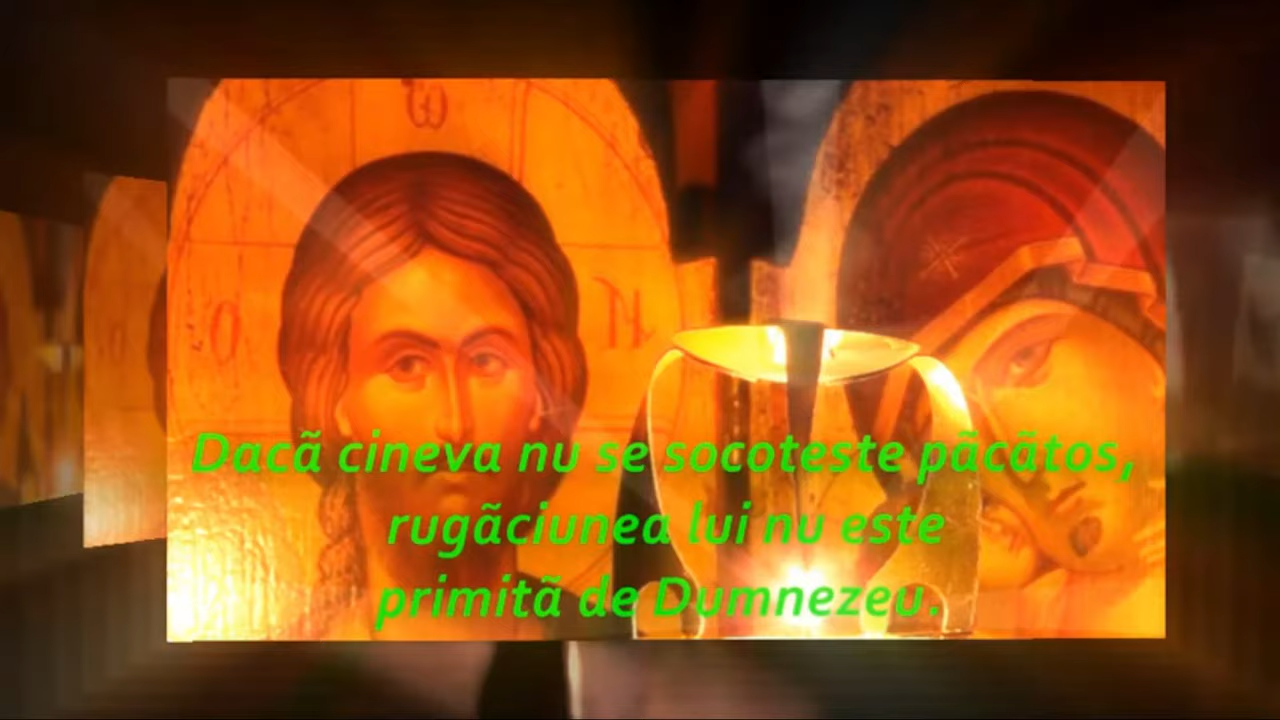 ω
Ο Ν
Dacã cineva nu se socoteste pãcãtos,
rugãciunea lui nu este
primitã de Dumnezeu.